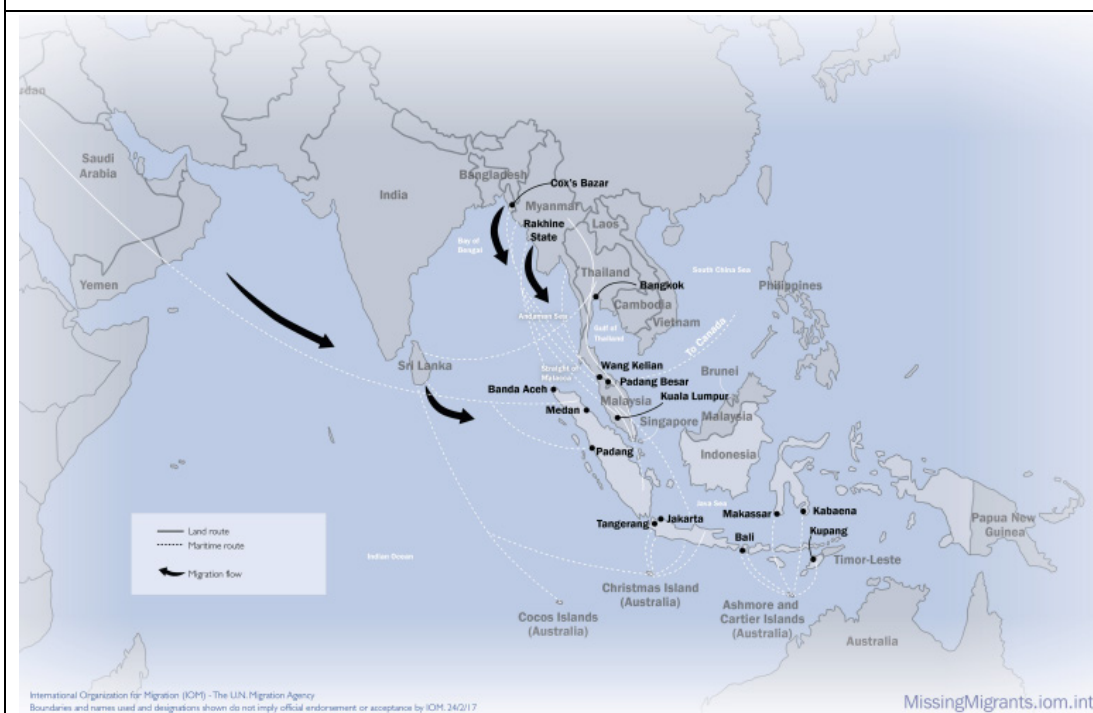 Saudi
Arabia
Yemen
India
Bangladesh
Cox's Bazar
Myanmar
Rakhine
State
Laos
Bay of
Bengal
Thailand
Bangkok
South China Sea
Philippines
Cambodia
Vietnam
Andaman Sea
Gulf of
Thailand
To Canada
Sri Lanka
Straight of
Malacca
Wang Kelian
Padang Besar
Banda Aceh
Malaysia
Kuala Lumpur
Brunei
Medan
Singapore
Malaysia
Padang
Indonesia
Java Sea
Tangerang
Jakarta
Makassar
Kabaena
Bali
Kupang
Papua New
Guinea
Timor-Leste
Land route
Maritime route
Migration flow
Indian Ocean
Christmas Island
(Australia)
Cocos Islands
(Australia)
Ashmore and
Cartier Islands
(Australia)
Australia
International Organization for Migration (IOM) - The U.N. Migration Agency
Boundaries and names used and designations shown do not imply official endorsement or acceptance by IOM. 24/2/17
MissingMigrants.iom.int